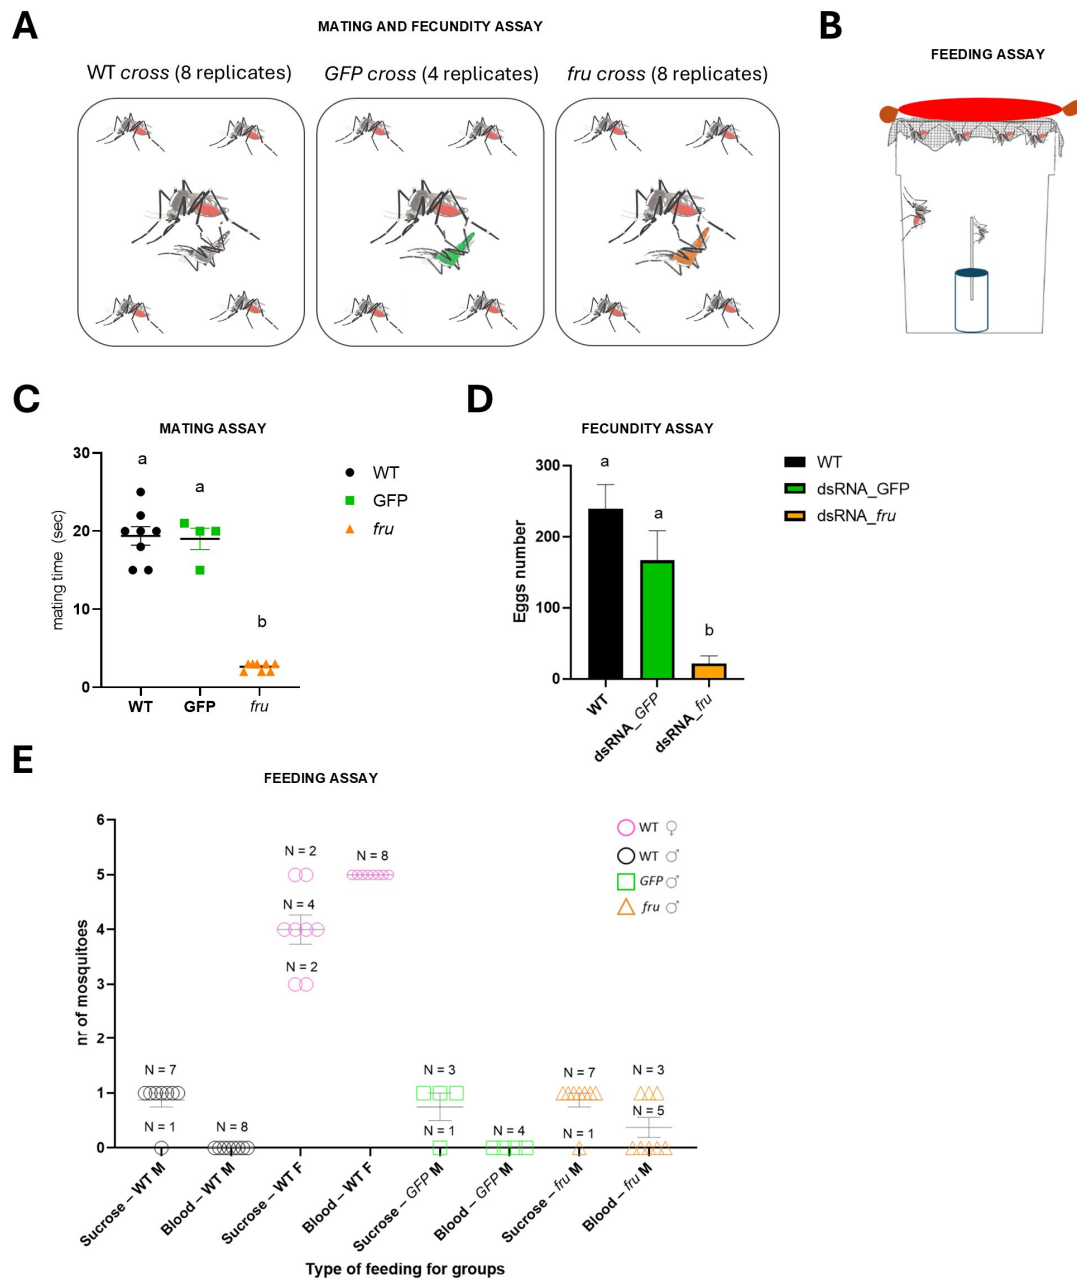 A
MATING AND FECUNDITY ASSAY
WT cross (8 replicates)
GFP cross (4 replicates)
fru cross (8 replicates)
B
FEEDING ASSAY
C
MATING ASSAY
mating time (sec)
30
20
10
0
a
a
b
WT
GFP
fru
WT
GFP
fru
D
FECUNDITY ASSAY
Eggs number
300
200
100
0
a
a
b
WT
dsRNA_GFP
dsRNA_fru
WT
dsRNA_GFP
dsRNA_fru
E
FEEDING ASSAY
nr of mosquitoes
6
5
4
3
2
1
0
N = 7
N = 1
N = 8
N = 2
N = 4
N = 2
N = 8
N = 3
N = 1
N = 4
N = 7
N = 1
N = 3
N = 5
WT ♀
WT ♂
GFP ♂
fru ♂
Sucrose – WT M
Blood – WT M
Sucrose – WT F
Blood – WT F
Sucrose – GFP M
Blood – GFP M
Sucrose – fru M
Blood – fru M
Type of feeding for groups